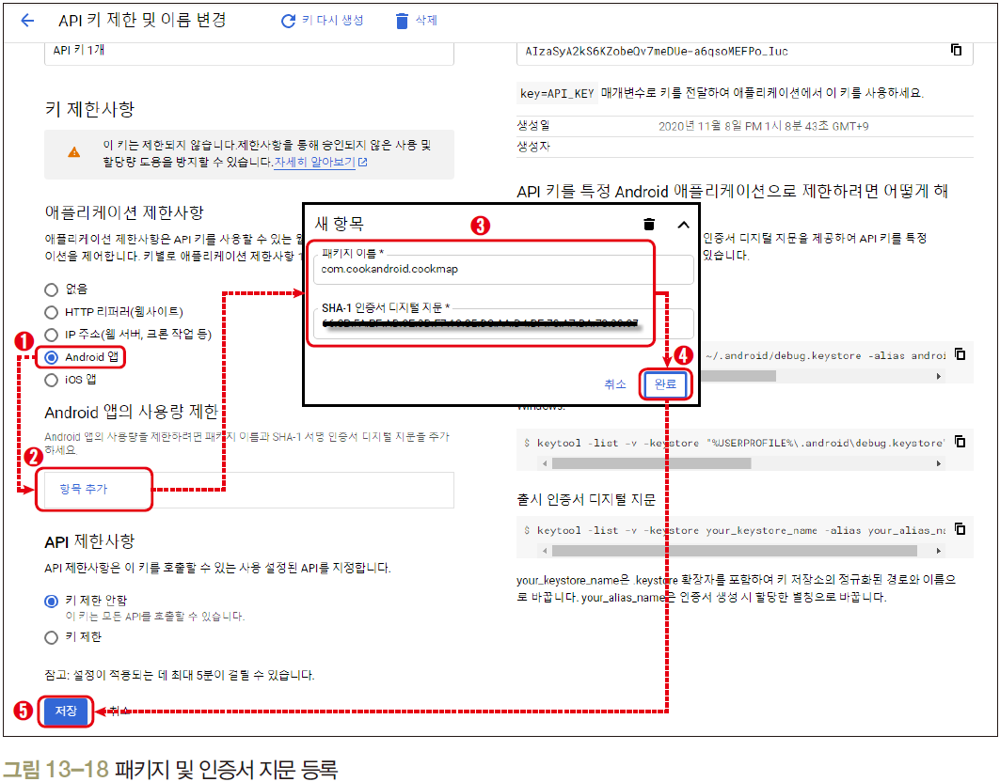 API 키 제한 및 이름 변경
키 다시 생성
삭제
API 키 1개
키 제한사항
이 키는 제한되지 않습니다.제한사항을 통해 승인되지 않은 사용 및
할당량 도용을 방지할 수 있습니다.자세히 알아보기
애플리케이션 제한사항
애플리케이션 제한사항은 API 키를 사용할 수 있는
이션을 제어합니다. 키별로 애플리케이션 제한사항
없음
HTTP 리퍼러(웹사이트)
IP 주소(웹 서버, 크론 작업 등)
❶
Android 앱
iOS 앱
Android 앱의 사용량 제한
Android 앱의 사용량을 제한하려면 패키지 이름과 SHA-1 서명 인증서 디지털 지문을 추가
하세요.
❷
항목 추가
API 제한사항
API 제한사항은 이 키를 호출할 수 있는 사용 설정된 API를 지정합니다.
키 제한 안함
이 키는 모든 API를 호출할 수 있습니다.
키 제한
참고: 설정이 적용되는 데 최대 5분이 걸릴 수 있습니다.
❺
저장
취소
새 항목
❸
패키지 이름 *
com.cookandroid.cookmap
SHA-1 인증서 디지털 지문 *
❹
취소
완료
AIzaSyA2kS6KZobeQv7meDUe-a6qsoMEFPo_Iuc
key=API_KEY 매개변수로 키를 전달하여 애플리케이션에서 이 키를 사용하세요.
생성일 2020년 11월 8일 PM 1시 8분 43초 GMT+9
생성자
API 키를 특정 Android 애플리케이션으로 제한하려면 어떻게 해
인증서 디지털 지문을 제공하여 API 키를 특정
있습니다.
~/.android/debug.keystore -alias androi
Windows:
$ keytool -list -v -keystore "%USERPROFILE%\.android\debug.keystore"
출시 인증서 디지털 지문
$ keytool -list -v -keystore your_keystore_name -alias your_alias_na
your_keystore_name은 .keystore 확장자를 포함하여 키 저장소의 정규화된 경로와 이름으
로 바꿉니다. your_alias_name은 인증서 생성 시 할당한 별칭으로 바꿉니다.
그림 13-18 패키지 및 인증서 지문 등록